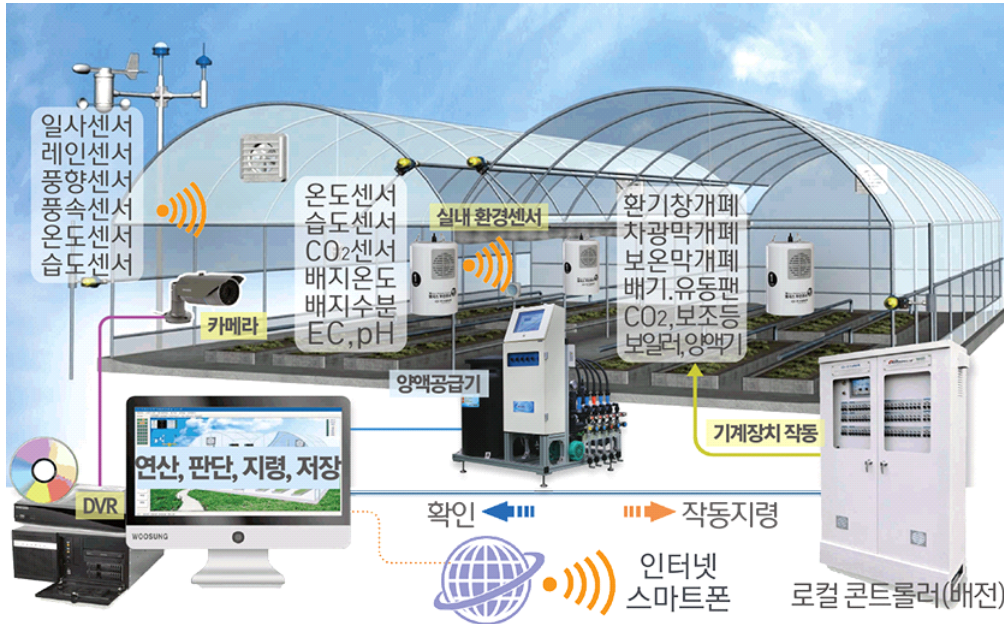 일사센서
레인센서
풍향센서
풍속센서
온도센서
습도센서
온도센서
습도센서
CO₂센서
배지온도
배지수분
EC,pH
실내 환경센서
환기창개폐
차광막개폐
보온막개폐
배기.유동팬
CO₂,보조등
보일러,양액기
카메라
양액공급기
기계장치 작동
연산, 판단, 지령, 저장
DVR
WOOSUNG
확인
작동지령
인터넷
스마트폰
로컬 콘트롤러(배전)